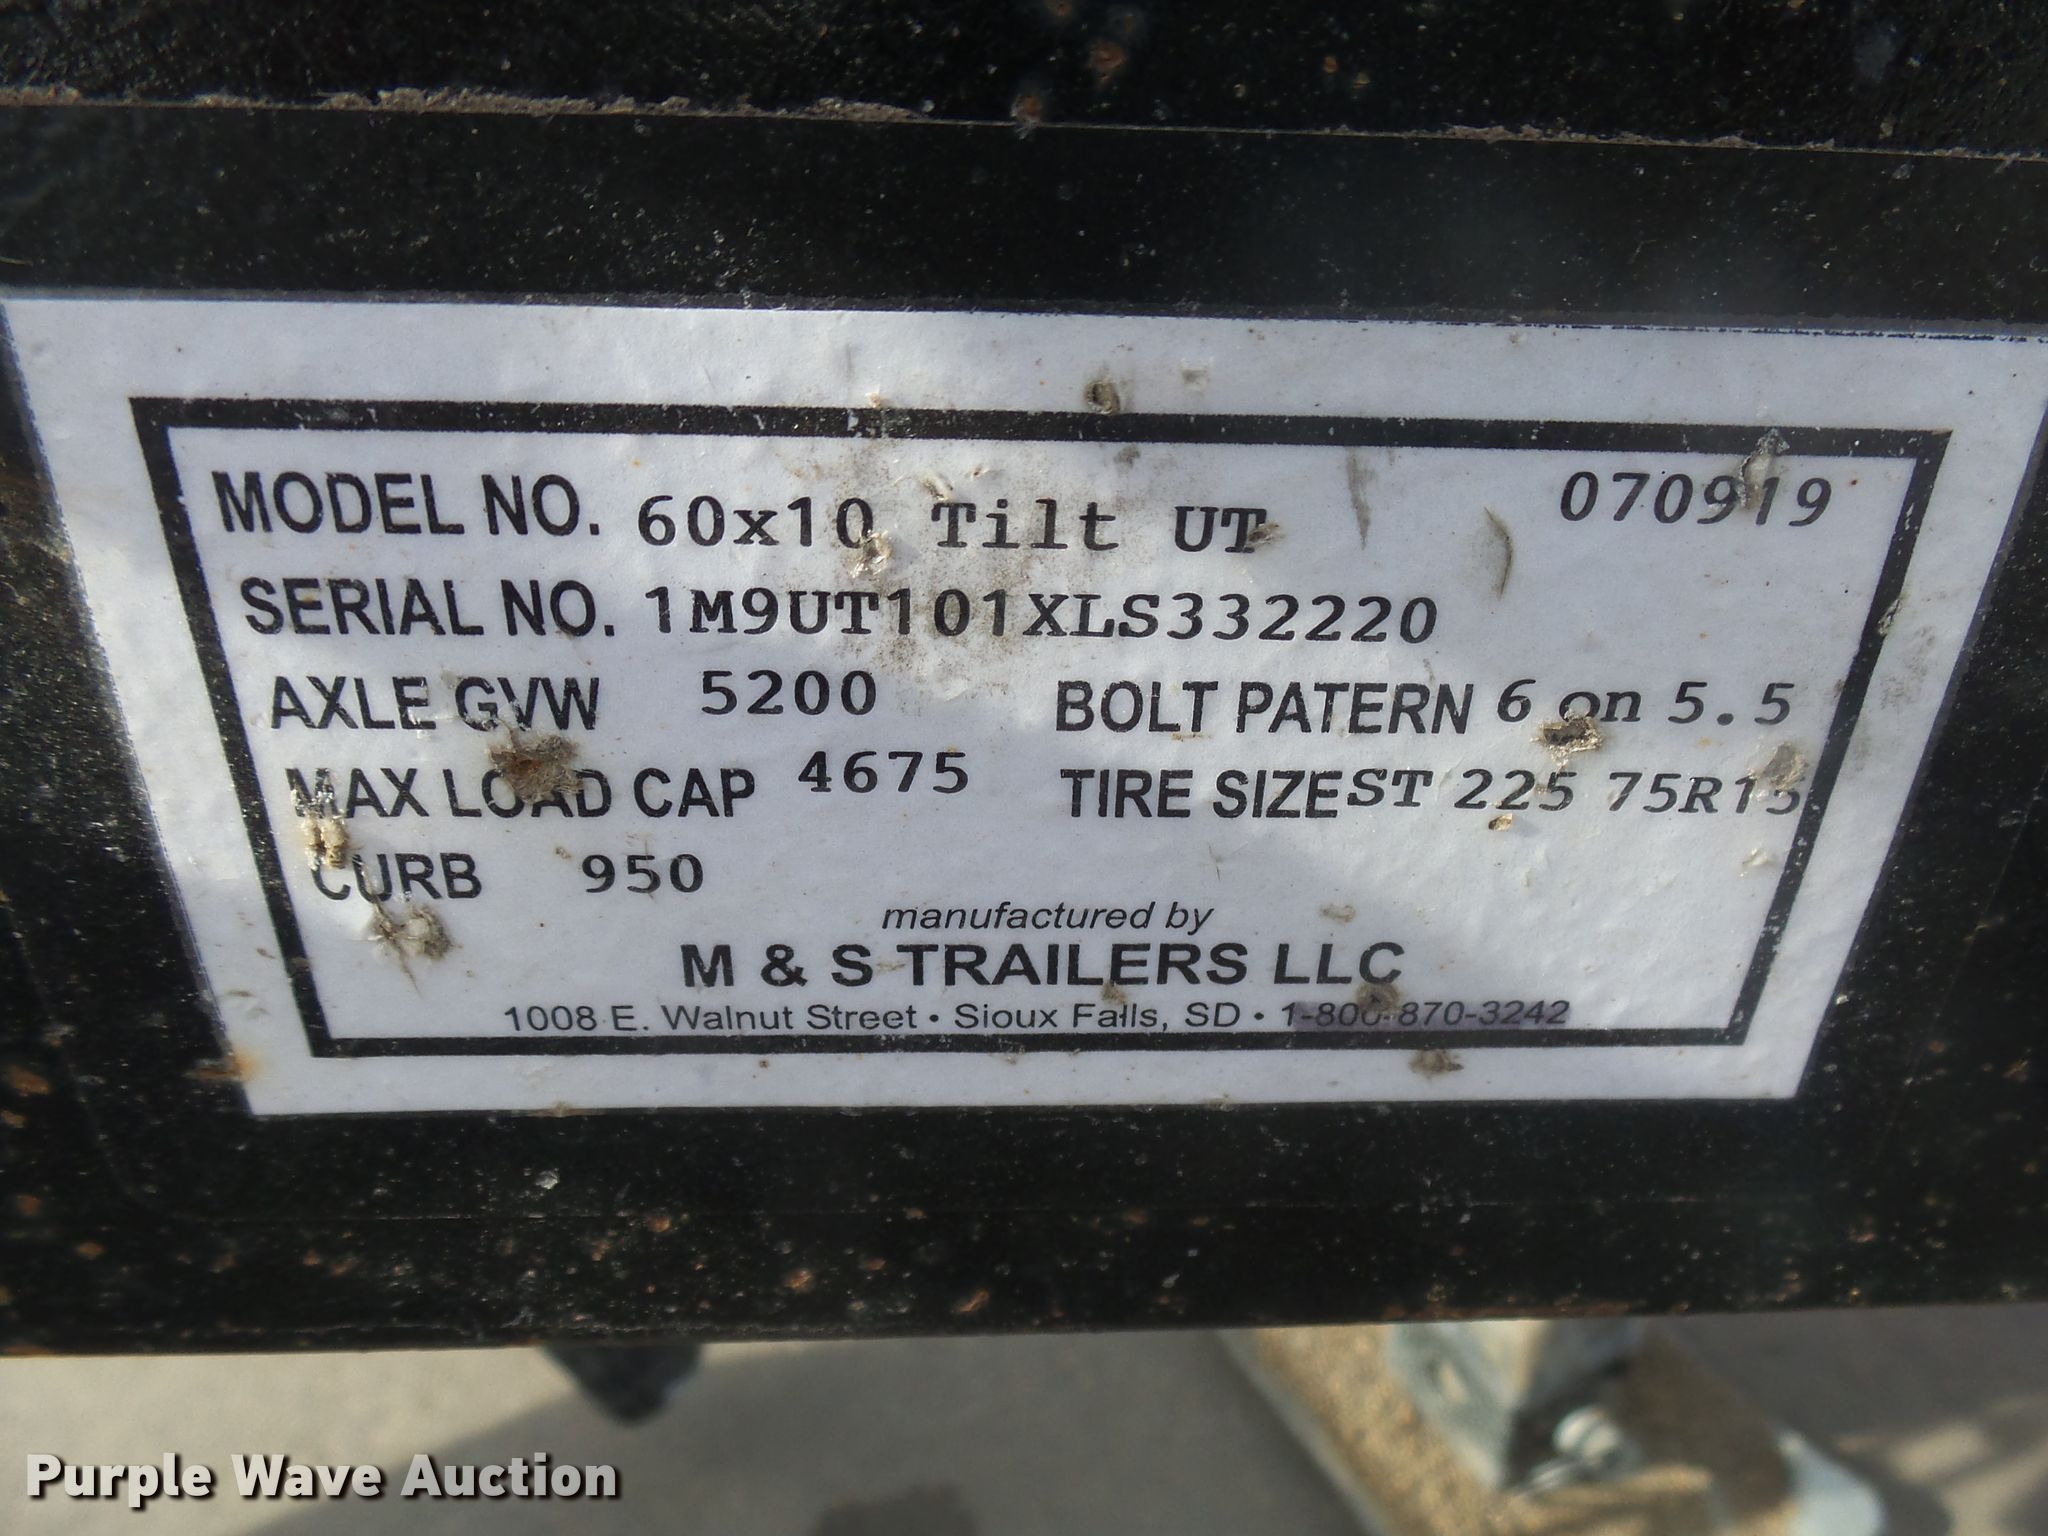 MODEL NO. 60x10 Tilt UT 070919
SERIAL NO. 1M9UT101XLS332220
AXLE GVW 5200 BOLT PATERN 6 on 5.5
MAX LOAD CAP 4675 TIRE SIZE ST 225 75R15
CURB 950
manufactured by
M & S TRAILERS LLC
1008 E. Walnut Street • Sioux Falls, SD • 1-800-870-3242
Purple Wave Auction